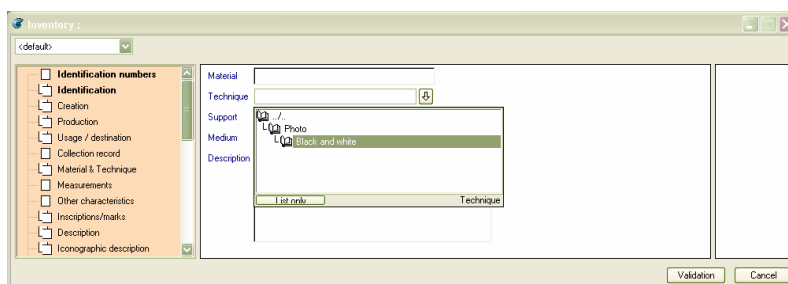 Inventory :
<default>
Identification numbers
Identification
Creation
Production
Usage / destination
Collection record
Material & Technique
Measurements
Other characteristics
Inscriptions/marks
Description
Iconographic description
Material
Technique
Support
Medium
Description
../..
Photo
Black and white
List only
Technique
Validation
Cancel